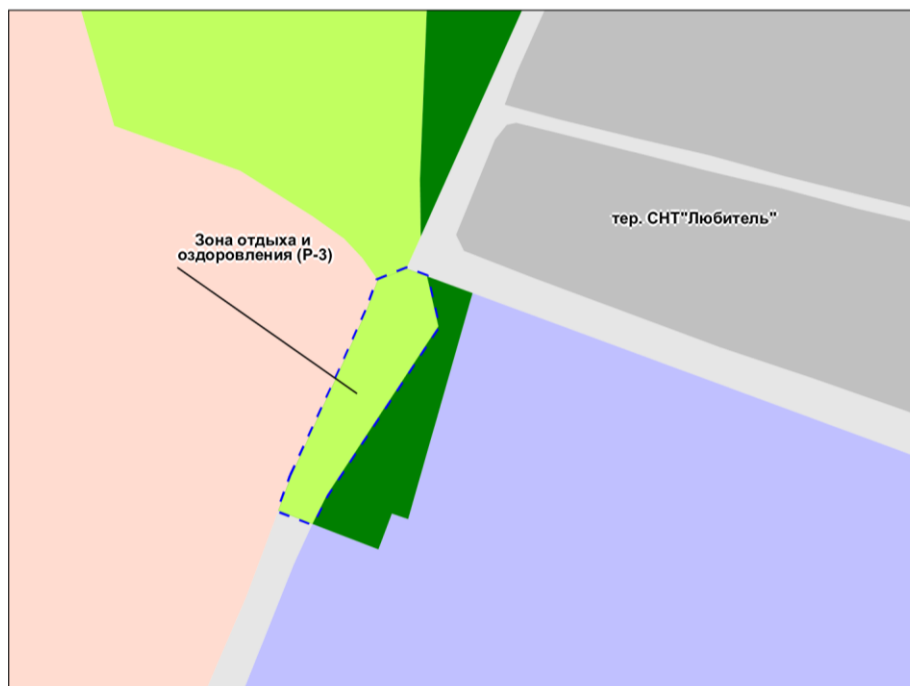 Зона отдыха и
оздоровления (Р-3)
тер. СНТ"Любитель"